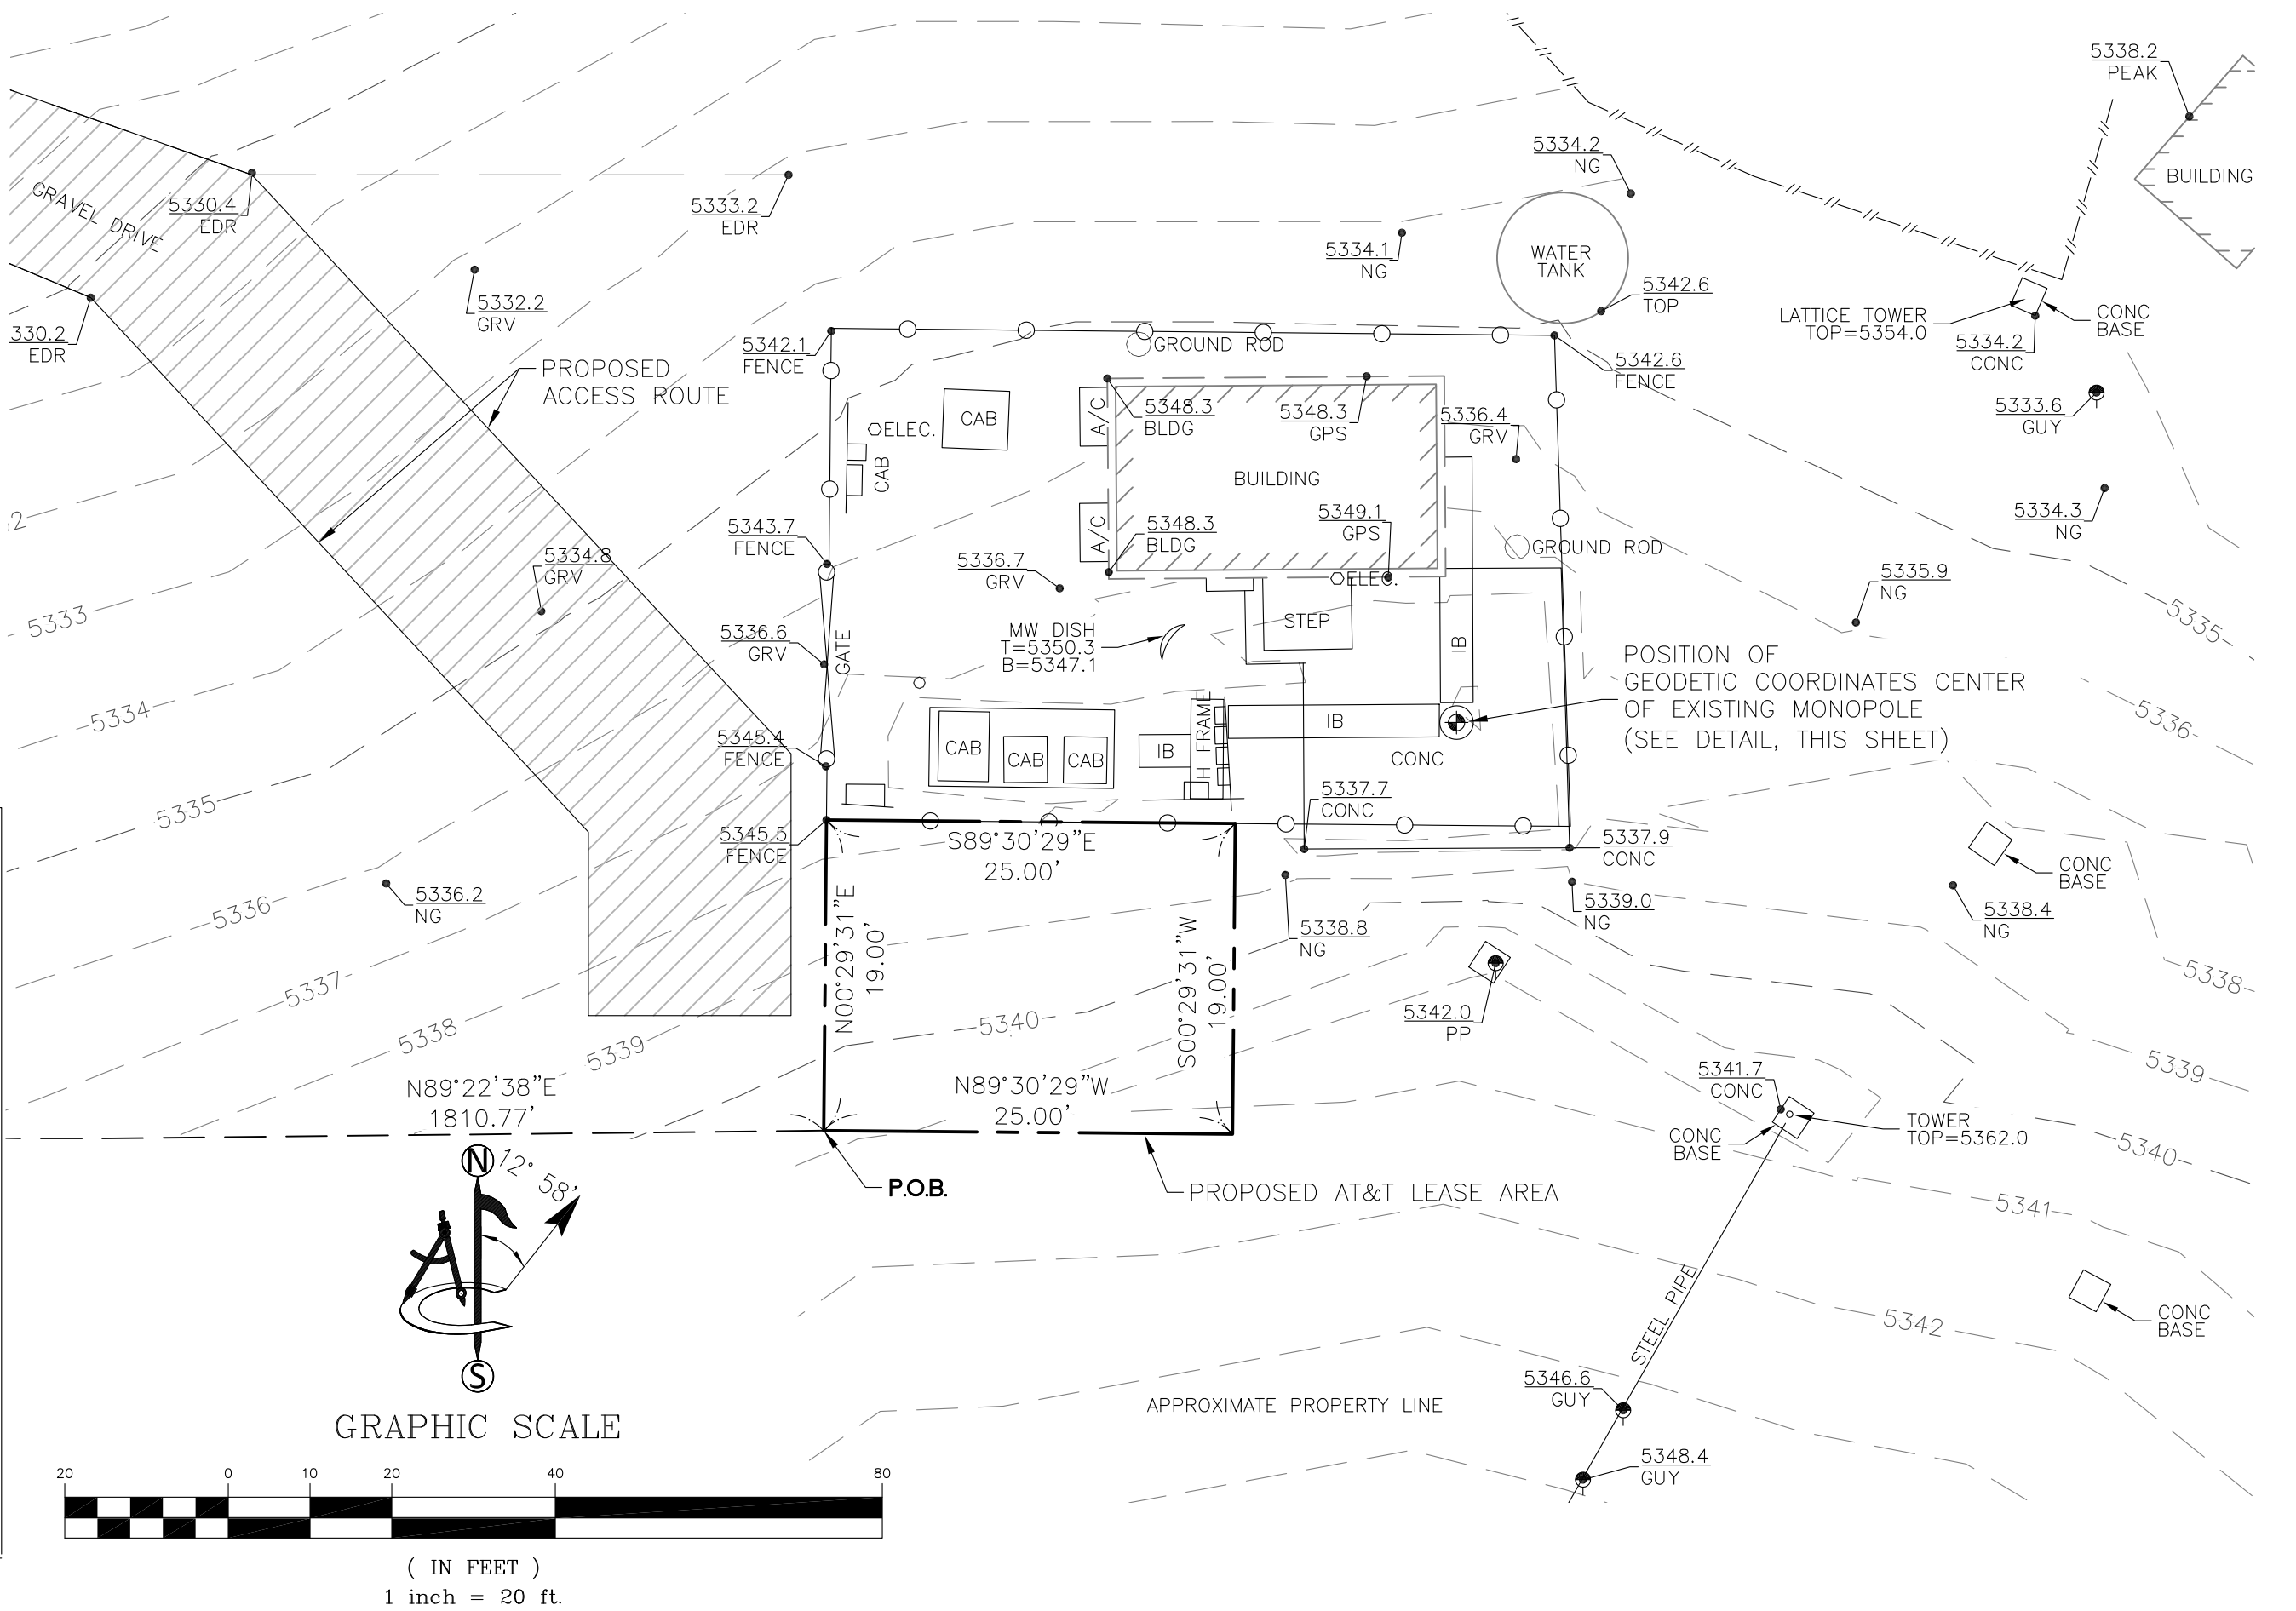 5338.2
PEAK
BUILDING
5334.2
NG
GRAVEL DRIVE
5330.4
EDR
5333.2
EDR
5334.1
NG
WATER
TANK
5342.6
TOP
5332.2
GRV
330.2
EDR
LATTICE TOWER
TOP=5354.0
CONC
BASE
5334.2
CONC
PROPOSED
ACCESS ROUTE
5342.1
FENCE
GROUND ROD
5342.6
FENCE
ELEC.
CAB
CAB
A/C
5348.3
BLDG
5348.3
GPS
5336.4
GRV
5333.6
GUY
BUILDING
5343.7
FENCE
A/C
5348.3
BLDG
5349.1
GPS
GROUND ROD
5334.3
NG
2
5334.8
GRV
5336.7
GRV
ELEC.
5335.9
NG
5333
5335
5336.6
GRV
GATE
MW DISH
T=5350.3
B=5347.1
STEP
IB
POSITION OF
GEODETIC COORDINATES CENTER
OF EXISTING MONOPOLE
(SEE DETAIL, THIS SHEET)
5334
5336
5345.4
FENCE
CAB
CAB
CAB
IB
H FRAME
IB
CONC
5335
5337.7
CONC
5345.5
FENCE
S89°30'29"E
25.00'
5337.9
CONC
CONC
BASE
5336.2
NG
5336
N00°29'31"E
19.00'
S00°29'31"W
19.00'
5338.8
NG
5339.0
NG
5338.4
NG
5337
5338
5338
5339
5340
5342.0
PP
5339
N89°22'38"E
1810.77'
N89°30'29"W
25.00'
5341.7
CONC
CONC
BASE
TOWER
TOP=5362.0
5340
N
12° 58'
P.O.B.
PROPOSED AT&T LEASE AREA
5341
S
STEEL PIPE
5342
CONC
BASE
5346.6
GUY
APPROXIMATE PROPERTY LINE
5348.4
GUY
GRAPHIC SCALE
20 0 10 20 40 80
( IN FEET )
1 inch = 20 ft.